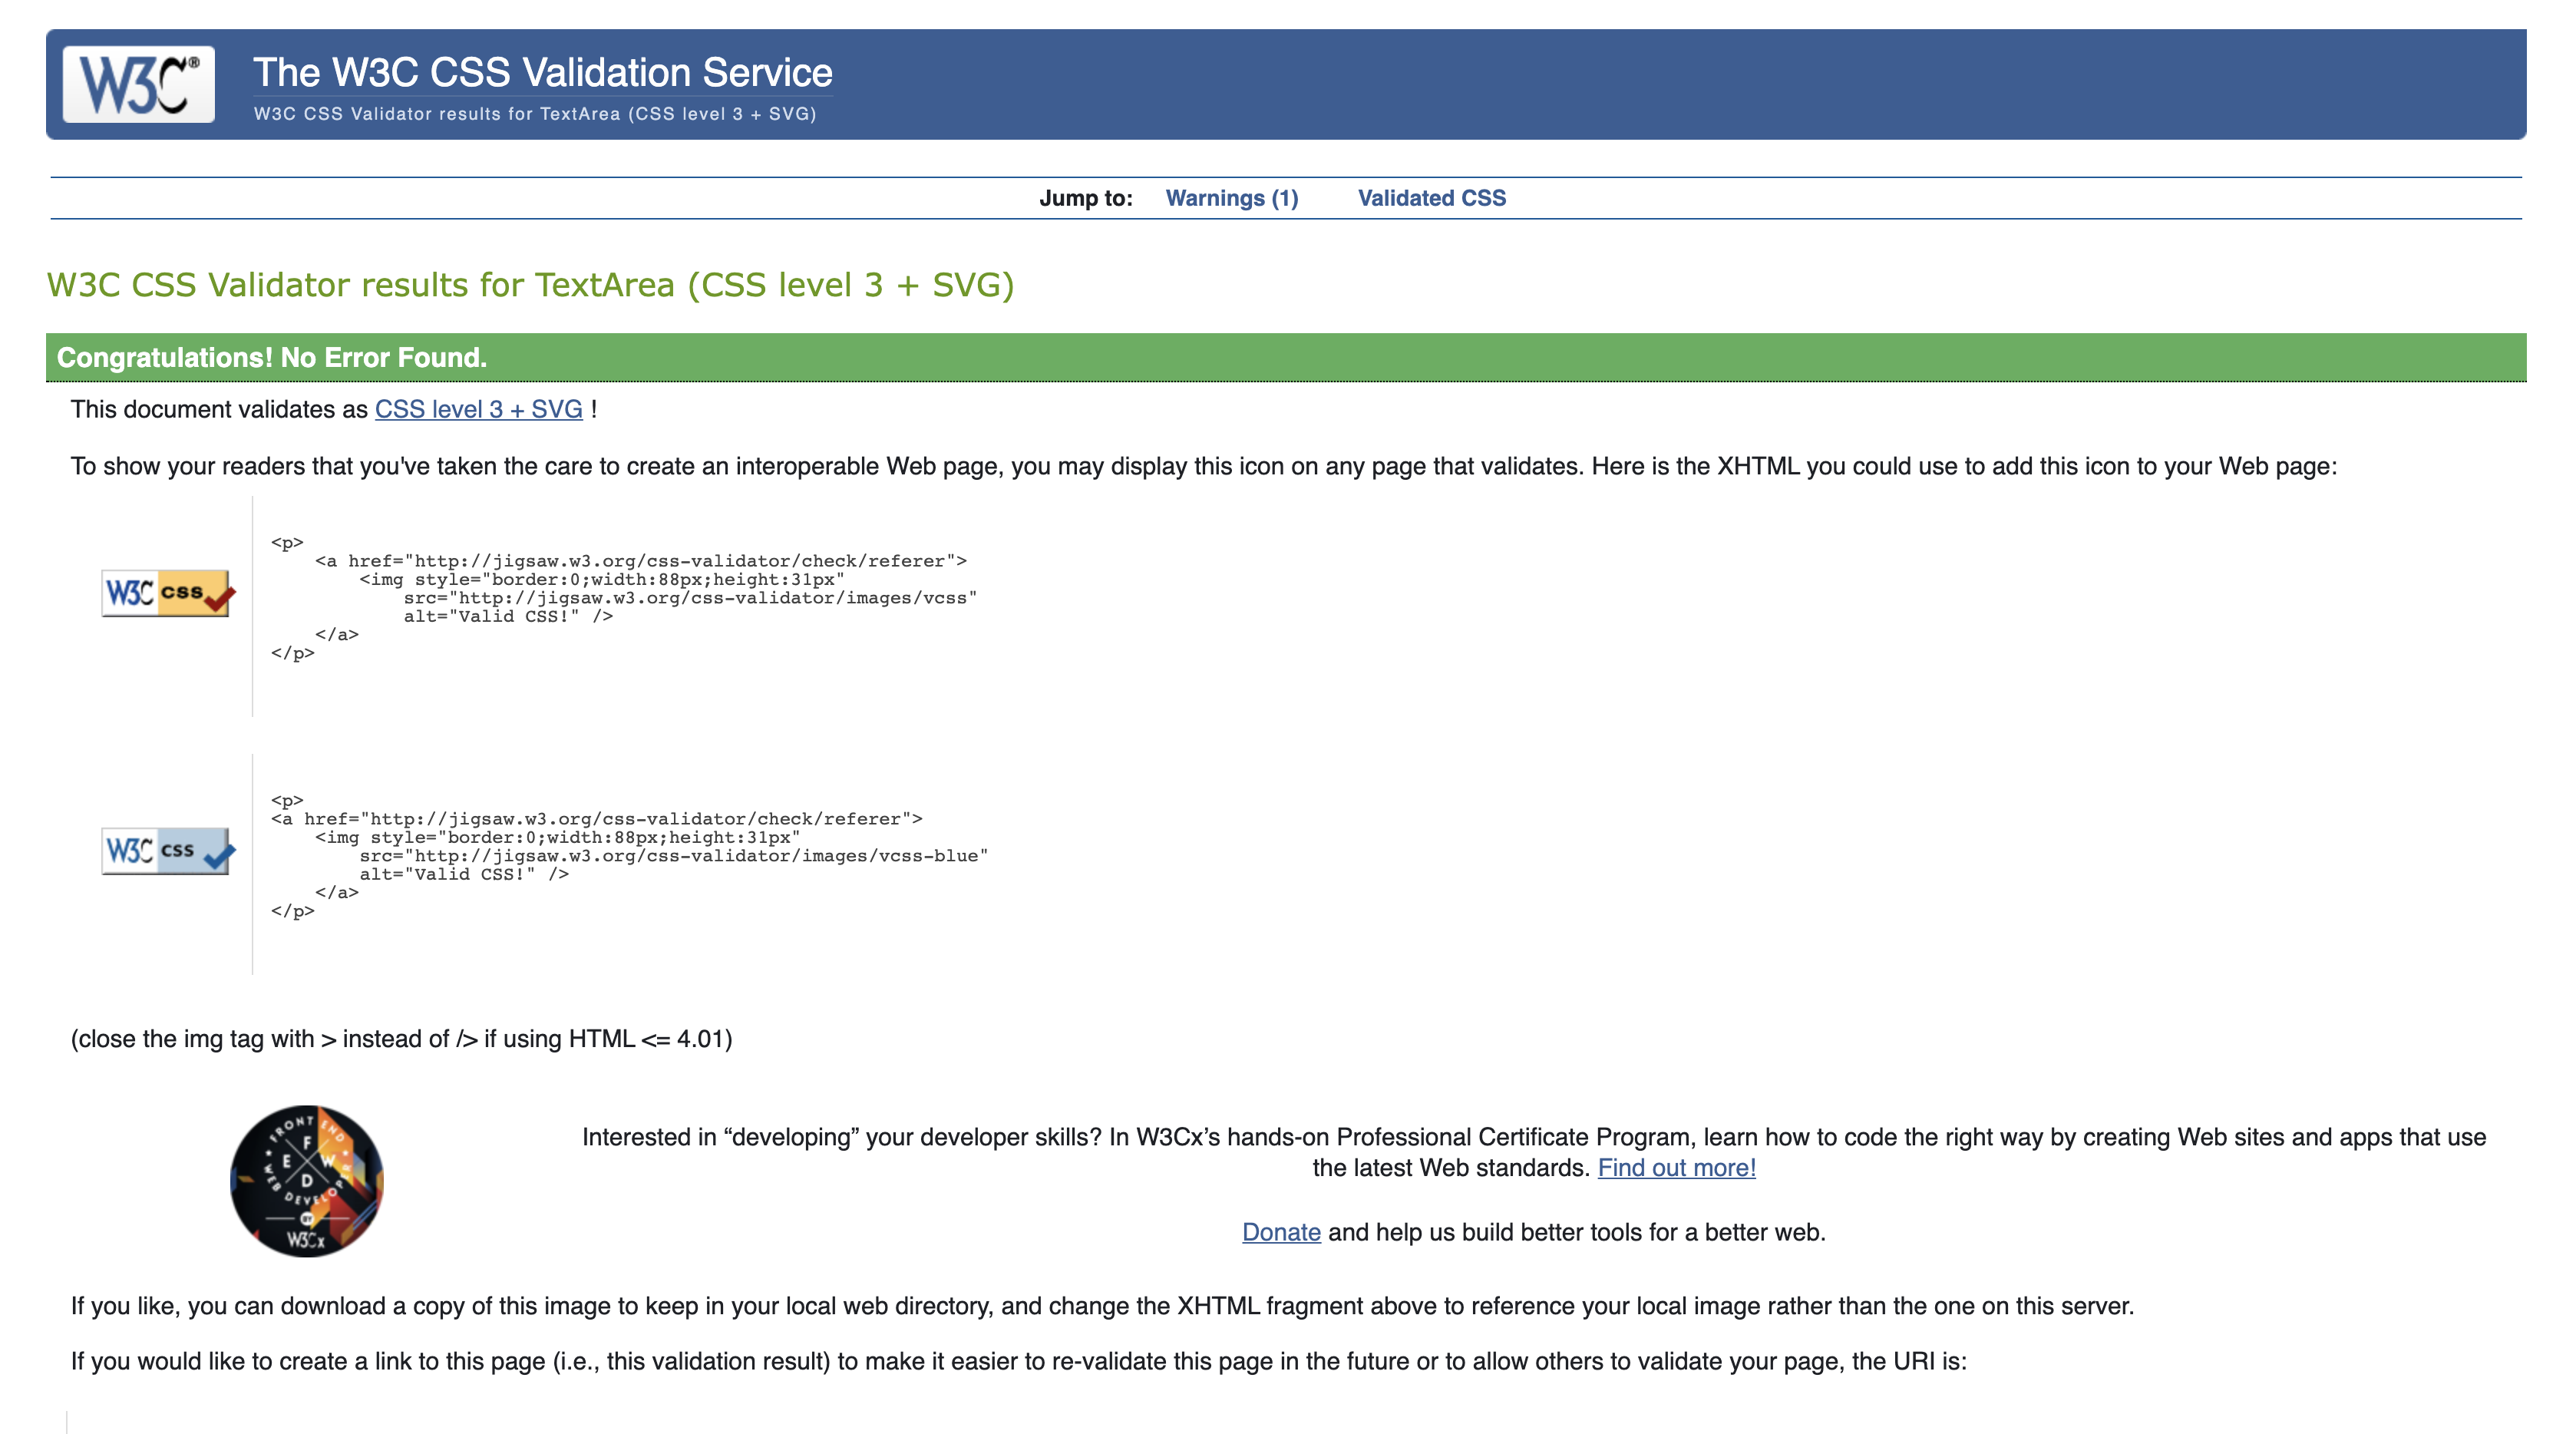 W3C®
The W3C CSS Validation Service
W3C CSS Validator results for TextArea (CSS level 3 + SVG)
Jump to: Warnings (1) Validated CSS
W3C CSS Validator results for TextArea (CSS level 3 + SVG)
Congratulations! No Error Found.
This document validates as CSS level 3 + SVG !
To show your readers that you've taken the care to create an interoperable Web page, you may display this icon on any page that validates. Here is the XHTML you could use to add this icon to your Web page:
W3C css
<p>
<a href="http://jigsaw.w3.org/css-validator/check/referer">
<img style="border:0;width:88px;height:31px"
src="http://jigsaw.w3.org/css-validator/images/vcss"
alt="Valid CSS!" />
</a>
</p>
W3C css
<p>
<a href="http://jigsaw.w3.org/css-validator/check/referer">
<img style="border:0;width:88px;height:31px"
src="http://jigsaw.w3.org/css-validator/images/vcss-blue"
alt="Valid CSS!" />
</a>
</p>
(close the img tag with > instead of /> if using HTML <= 4.01)
FRONT END
F
E W
D
WEB DEVELOPER
BY
W3Cx
Interested in “developing” your developer skills? In W3Cx’s hands-on Professional Certificate Program, learn how to code the right way by creating Web sites and apps that use
the latest Web standards. Find out more!
Donate and help us build better tools for a better web.
If you like, you can download a copy of this image to keep in your local web directory, and change the XHTML fragment above to reference your local image rather than the one on this server.
If you would like to create a link to this page (i.e., this validation result) to make it easier to re-validate this page in the future or to allow others to validate your page, the URI is: